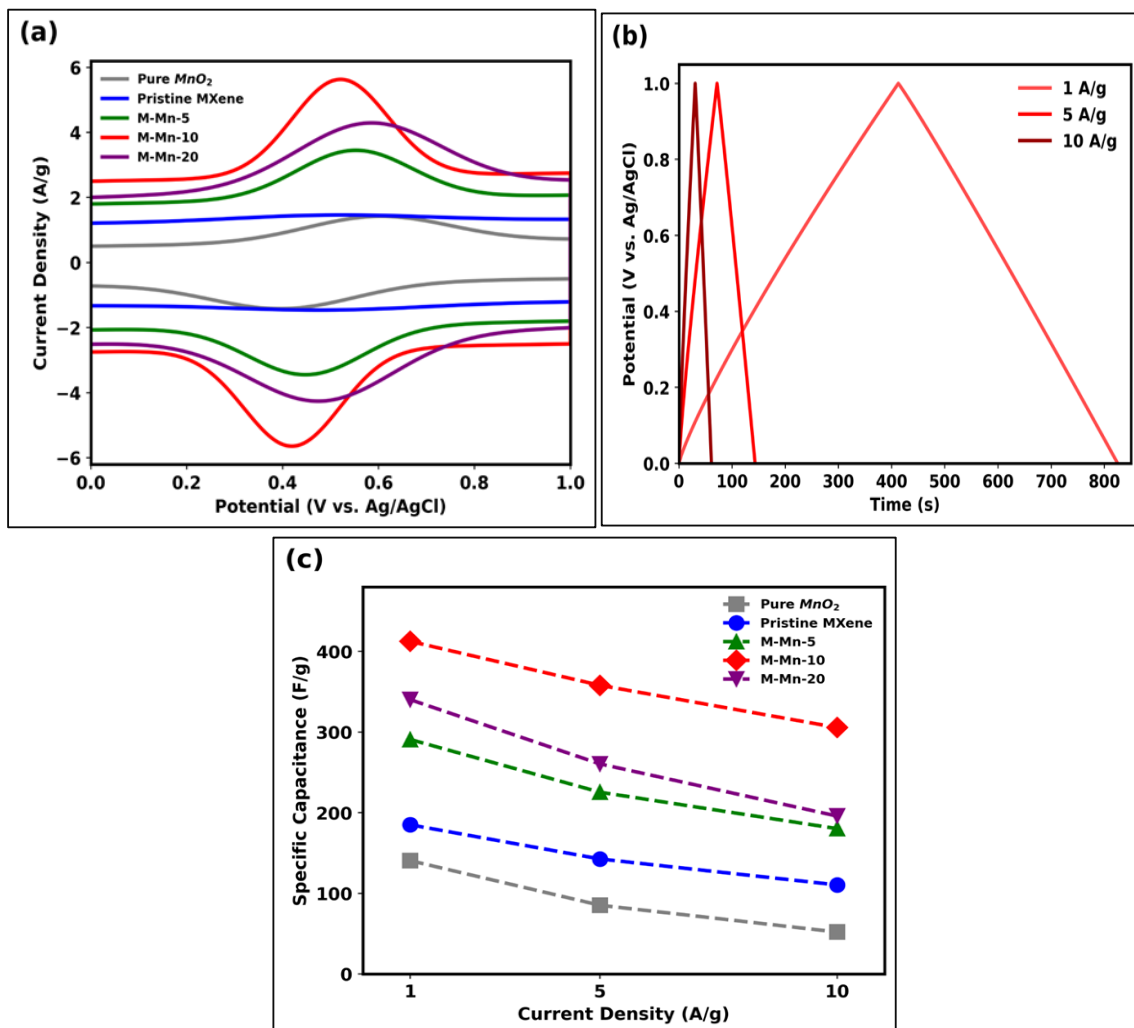 (a)
6
4
2
0
−2
−4
−6
Current Density (A/g)
Pure MnO₂
Pristine MXene
M-Mn-5
M-Mn-10
M-Mn-20
0.0 0.2 0.4 0.6 0.8 1.0
Potential (V vs. Ag/AgCl)
(b)
1.0
0.8
0.6
0.4
0.2
0.0
Potential (V vs. Ag/AgCl)
1 A/g
5 A/g
10 A/g
0 100 200 300 400 500 600 700 800
Time (s)
(c)
400
300
200
100
0
Specific Capacitance (F/g)
Pure MnO₂
Pristine MXene
M-Mn-5
M-Mn-10
M-Mn-20
1 5 10
Current Density (A/g)